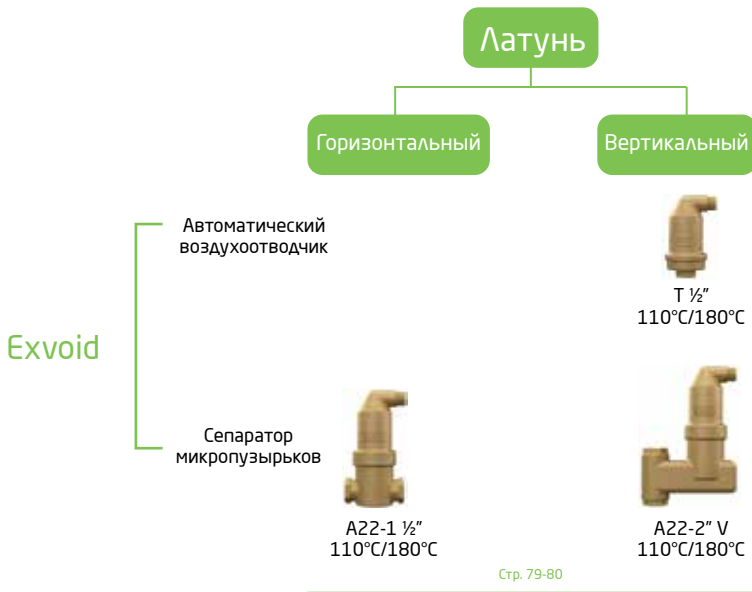 Латунь
Горизонтальный
Вертикальный
Автоматический
воздухоотводчик
T ½”
110°C/180°C
Exvoid
Сепаратор
микропузырьков
A22-1 ½”
110°C/180°C
A22-2” V
110°C/180°C
Стр. 79-80